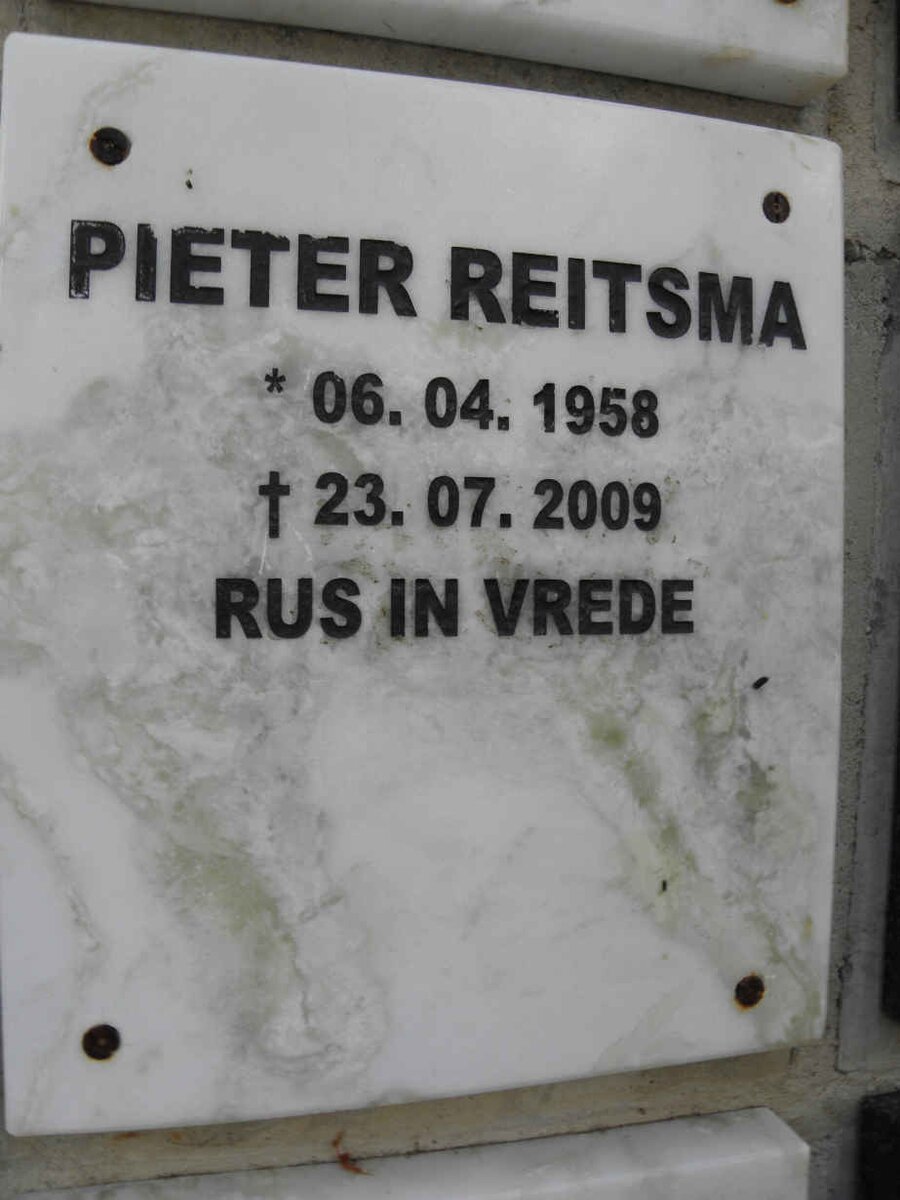 PIETER REITSMA
* 06. 04. 1958
† 23. 07. 2009
RUS IN VREDE